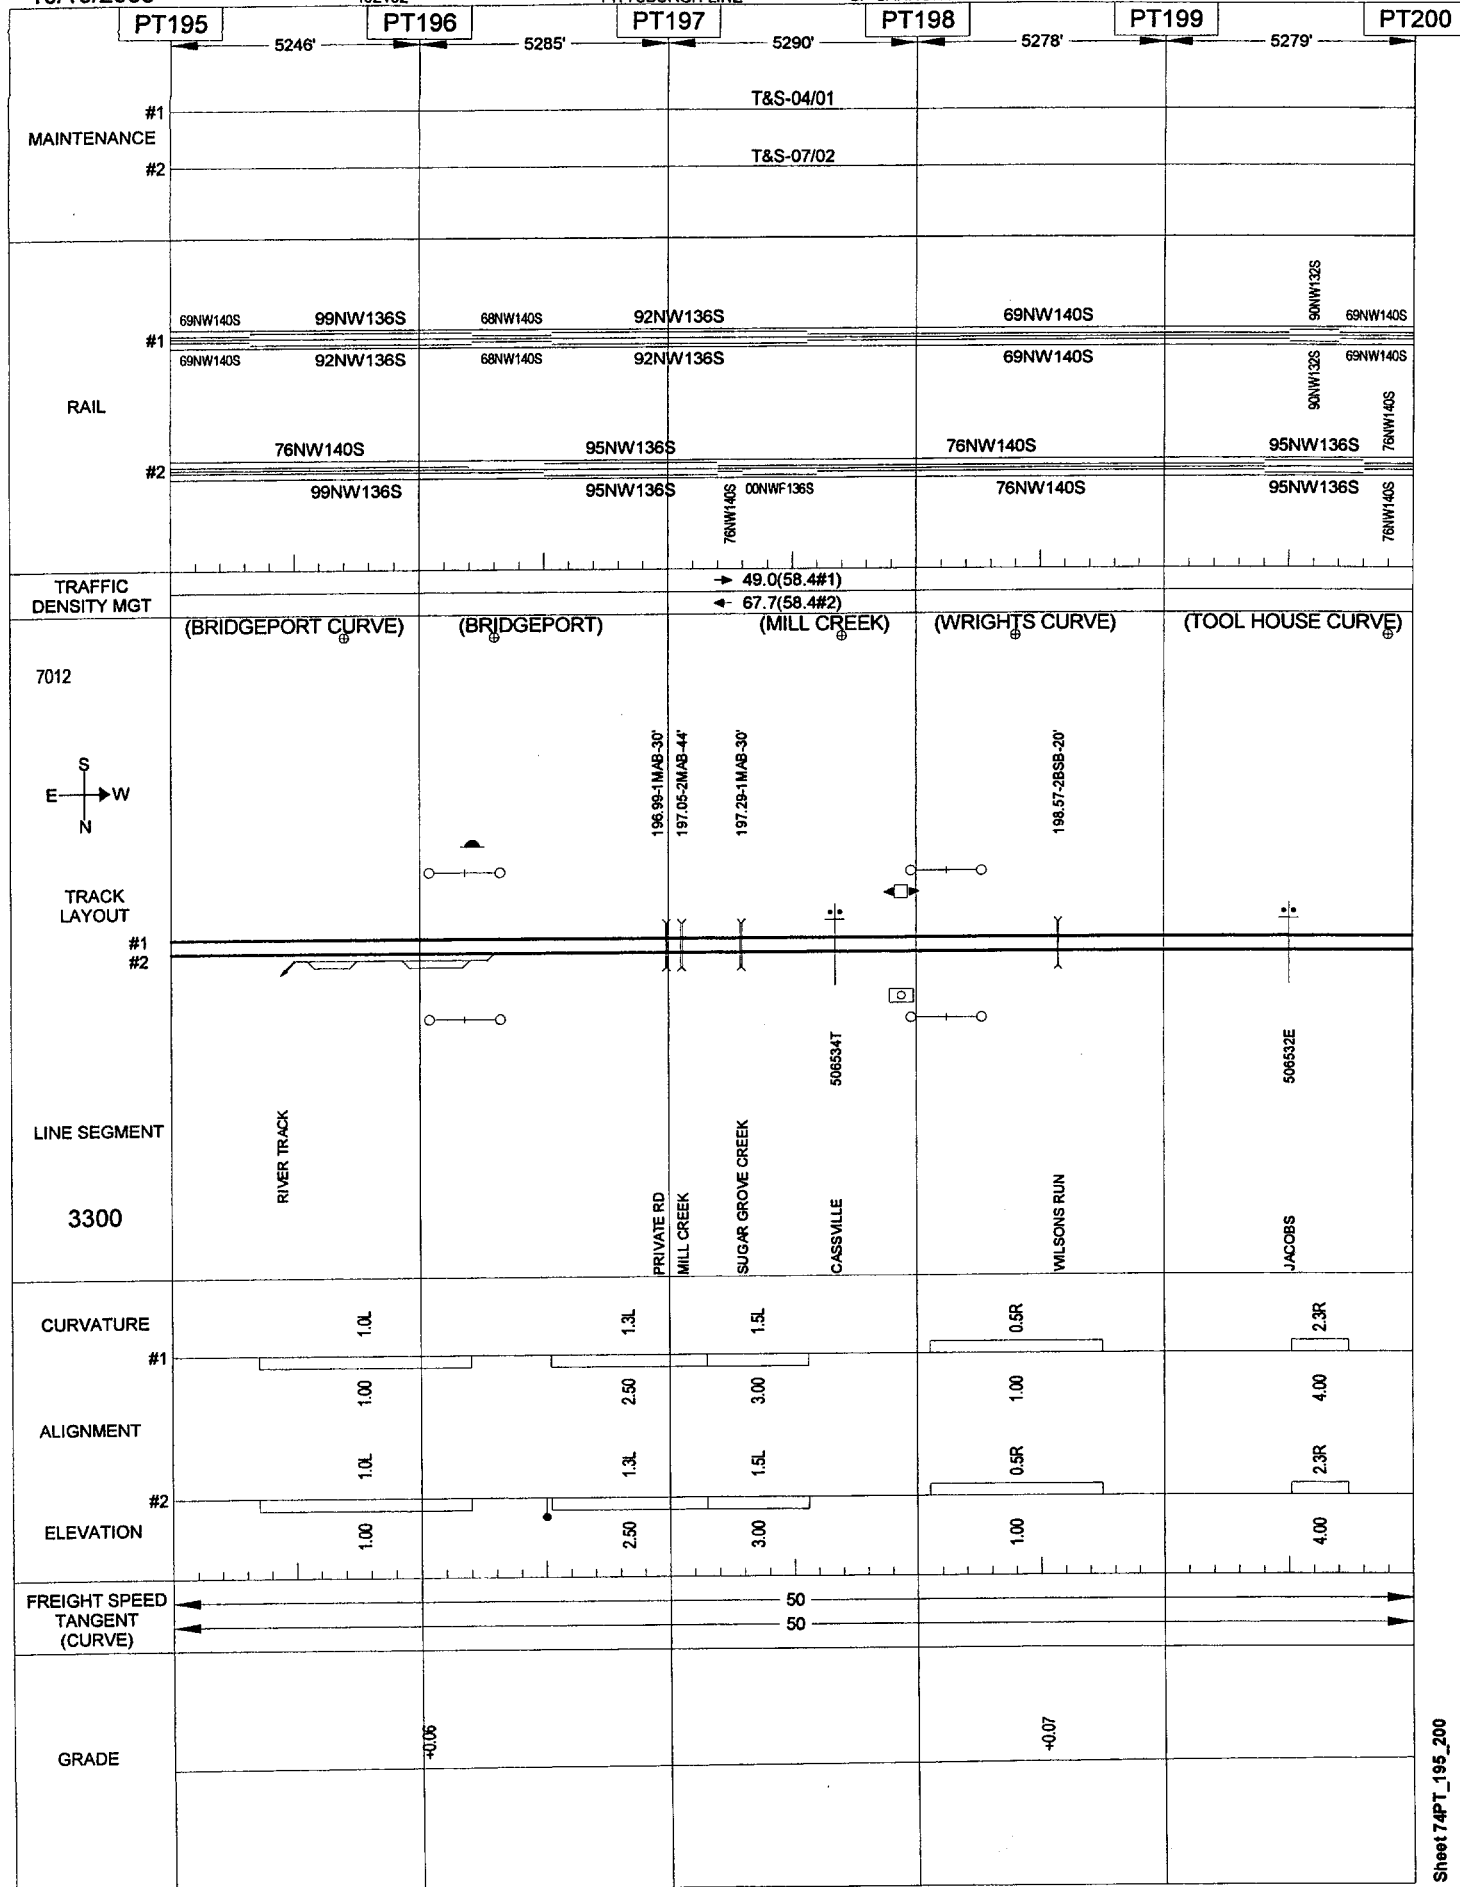 PT195 PT196 PT197 PT198 PT199 PT200
5246' 5285' 5290' 5278' 5279'
#1 T&S-04/01
MAINTENANCE
#2 T&S-07/02
90NW132S
69NW140S 99NW136S 68NW140S 92NW136S 69NW140S 69NW140S
#1
69NW140S 92NW136S 68NW140S 92NW136S 69NW140S 69NW140S
90NW132S
RAIL
76NW140S
76NW140S 95NW136S 76NW140S 95NW136S
#2
99NW136S 95NW136S 00NWF136S 76NW140S 95NW136S
76NW140S
76NW140S
TRAFFIC
DENSITY MGT
49.0(58.4#1)
67.7(58.4#2)
(BRIDGEPORT CURVE) (BRIDGEPORT) (MILL CREEK) (WRIGHTS CURVE) (TOOL HOUSE CURVE)
7012
S
E W
N
196.99-1MAB-30'
197.05-2MAB-44'
197.29-1MAB-30'
198.57-2BSB-20'
TRACK
LAYOUT
#1
#2
506534T
506532E
LINE SEGMENT
3300
RIVER TRACK
PRIVATE RD
MILL CREEK
SUGAR GROVE CREEK
CASSVILLE
WILSONS RUN
JACOBS
CURVATURE
1.0L 1.3L 1.5L 0.5R 2.3R
#1
1.00 2.50 3.00 1.00 4.00
ALIGNMENT
1.0L 1.3L 1.5L 0.5R 2.3R
#2
ELEVATION
1.00 2.50 3.00 1.00 4.00
FREIGHT SPEED
TANGENT
(CURVE)
50
50
GRADE
+0.06 +0.07
Sheet 74PT_195_200